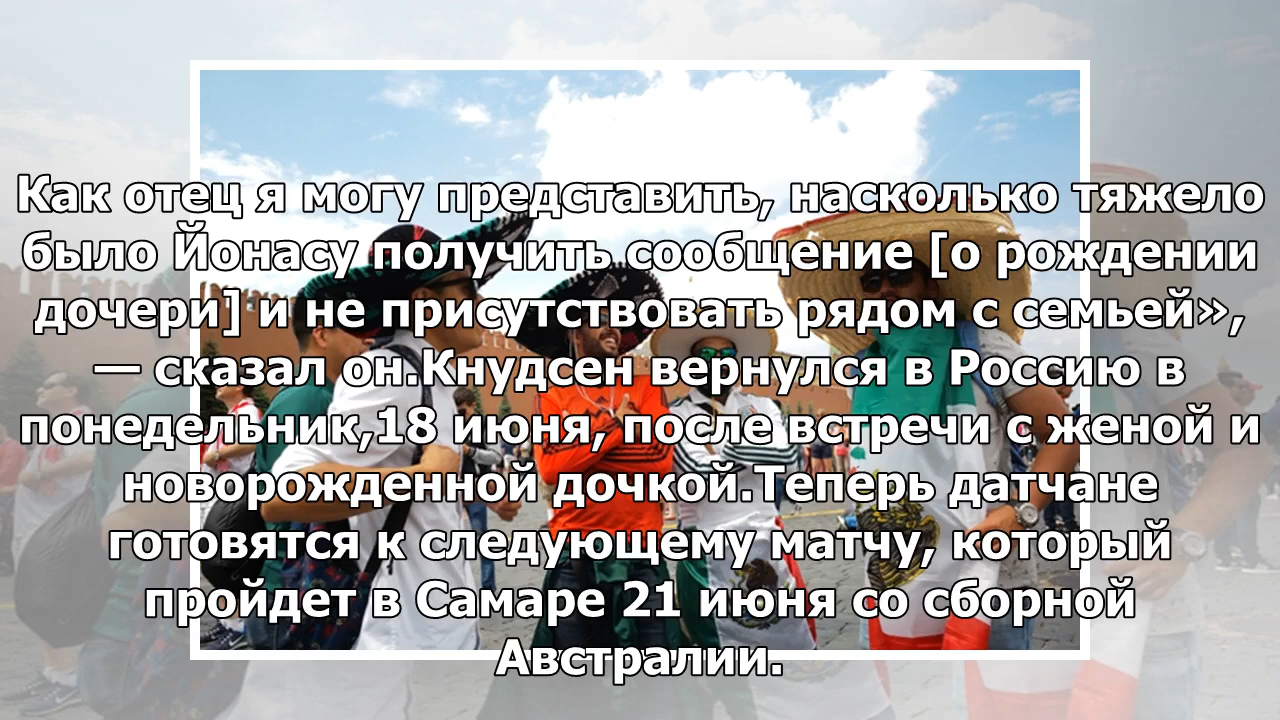 Как отец я могу представить, насколько тяжело
было Йонасу получить сообщение [о рождении
дочери] и не присутствовать рядом с семьей»,
— сказал он.Кнудсен вернулся в Россию в
понедельник,18 июня, после встречи с женой и
новорожденной дочкой.Теперь датчане
готовятся к следующему матчу, который
пройдет в Самаре 21 июня со сборной
Австралии.